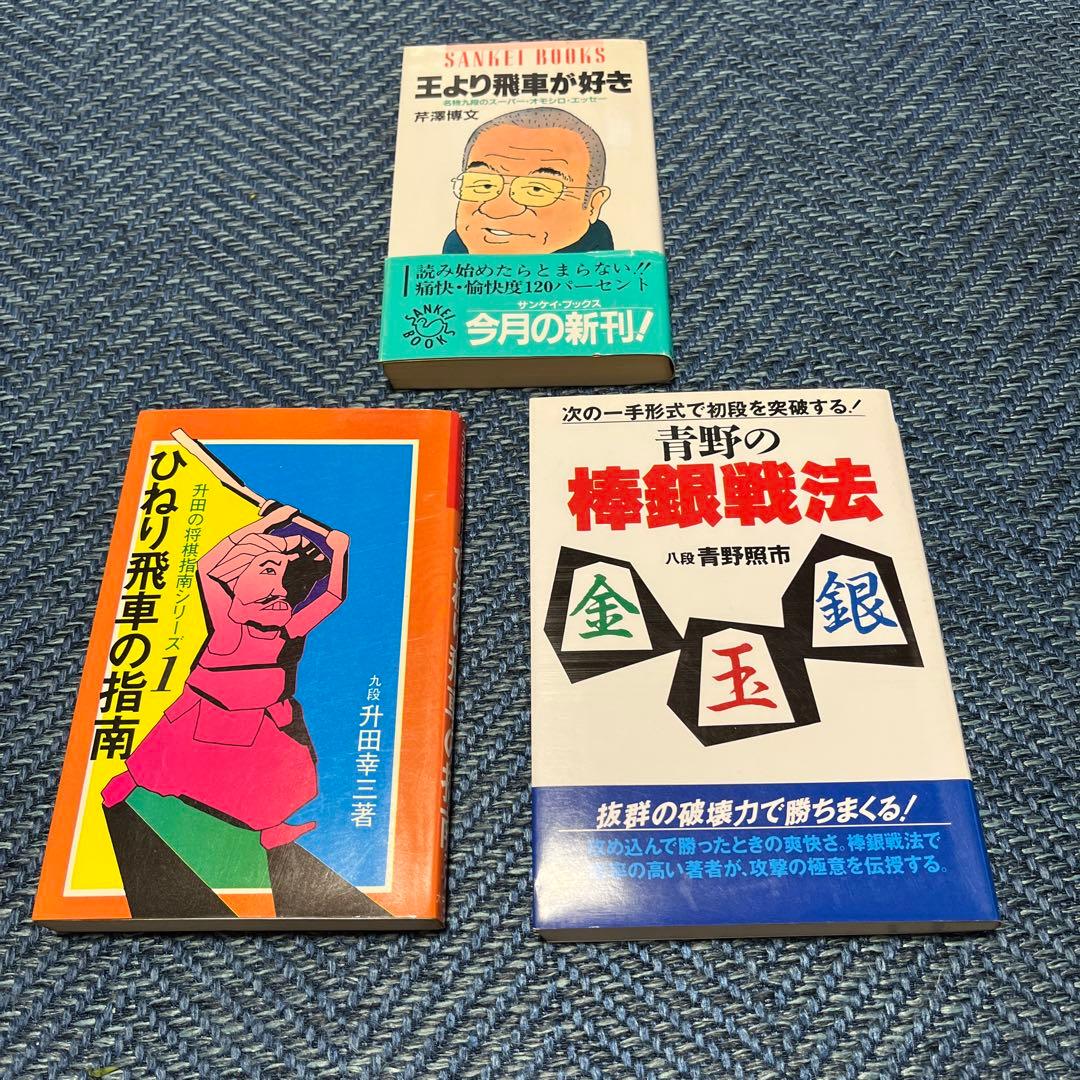 SANKEI BOOKS
王より飛車が好き
名物九段のスーパー・オモシロ・エッセー
芹澤博文
読み始めたらとまらない!!
痛快・愉快度120パーセント
SANKEI BOOKS
サンケイ・ブックス
今月の新刊!
升田の将棋指南シリーズ1
ひねり飛車の指南
九段 升田幸三著
次の一手形式で初段を突破する!
青野の
棒銀戦法
八段 青野照市
金
玉
銀
抜群の破壊力で勝ちまくる!
め込んで勝ったときの爽快さ。棒銀戦法で
の高い著者が、攻撃の極意を伝授する。